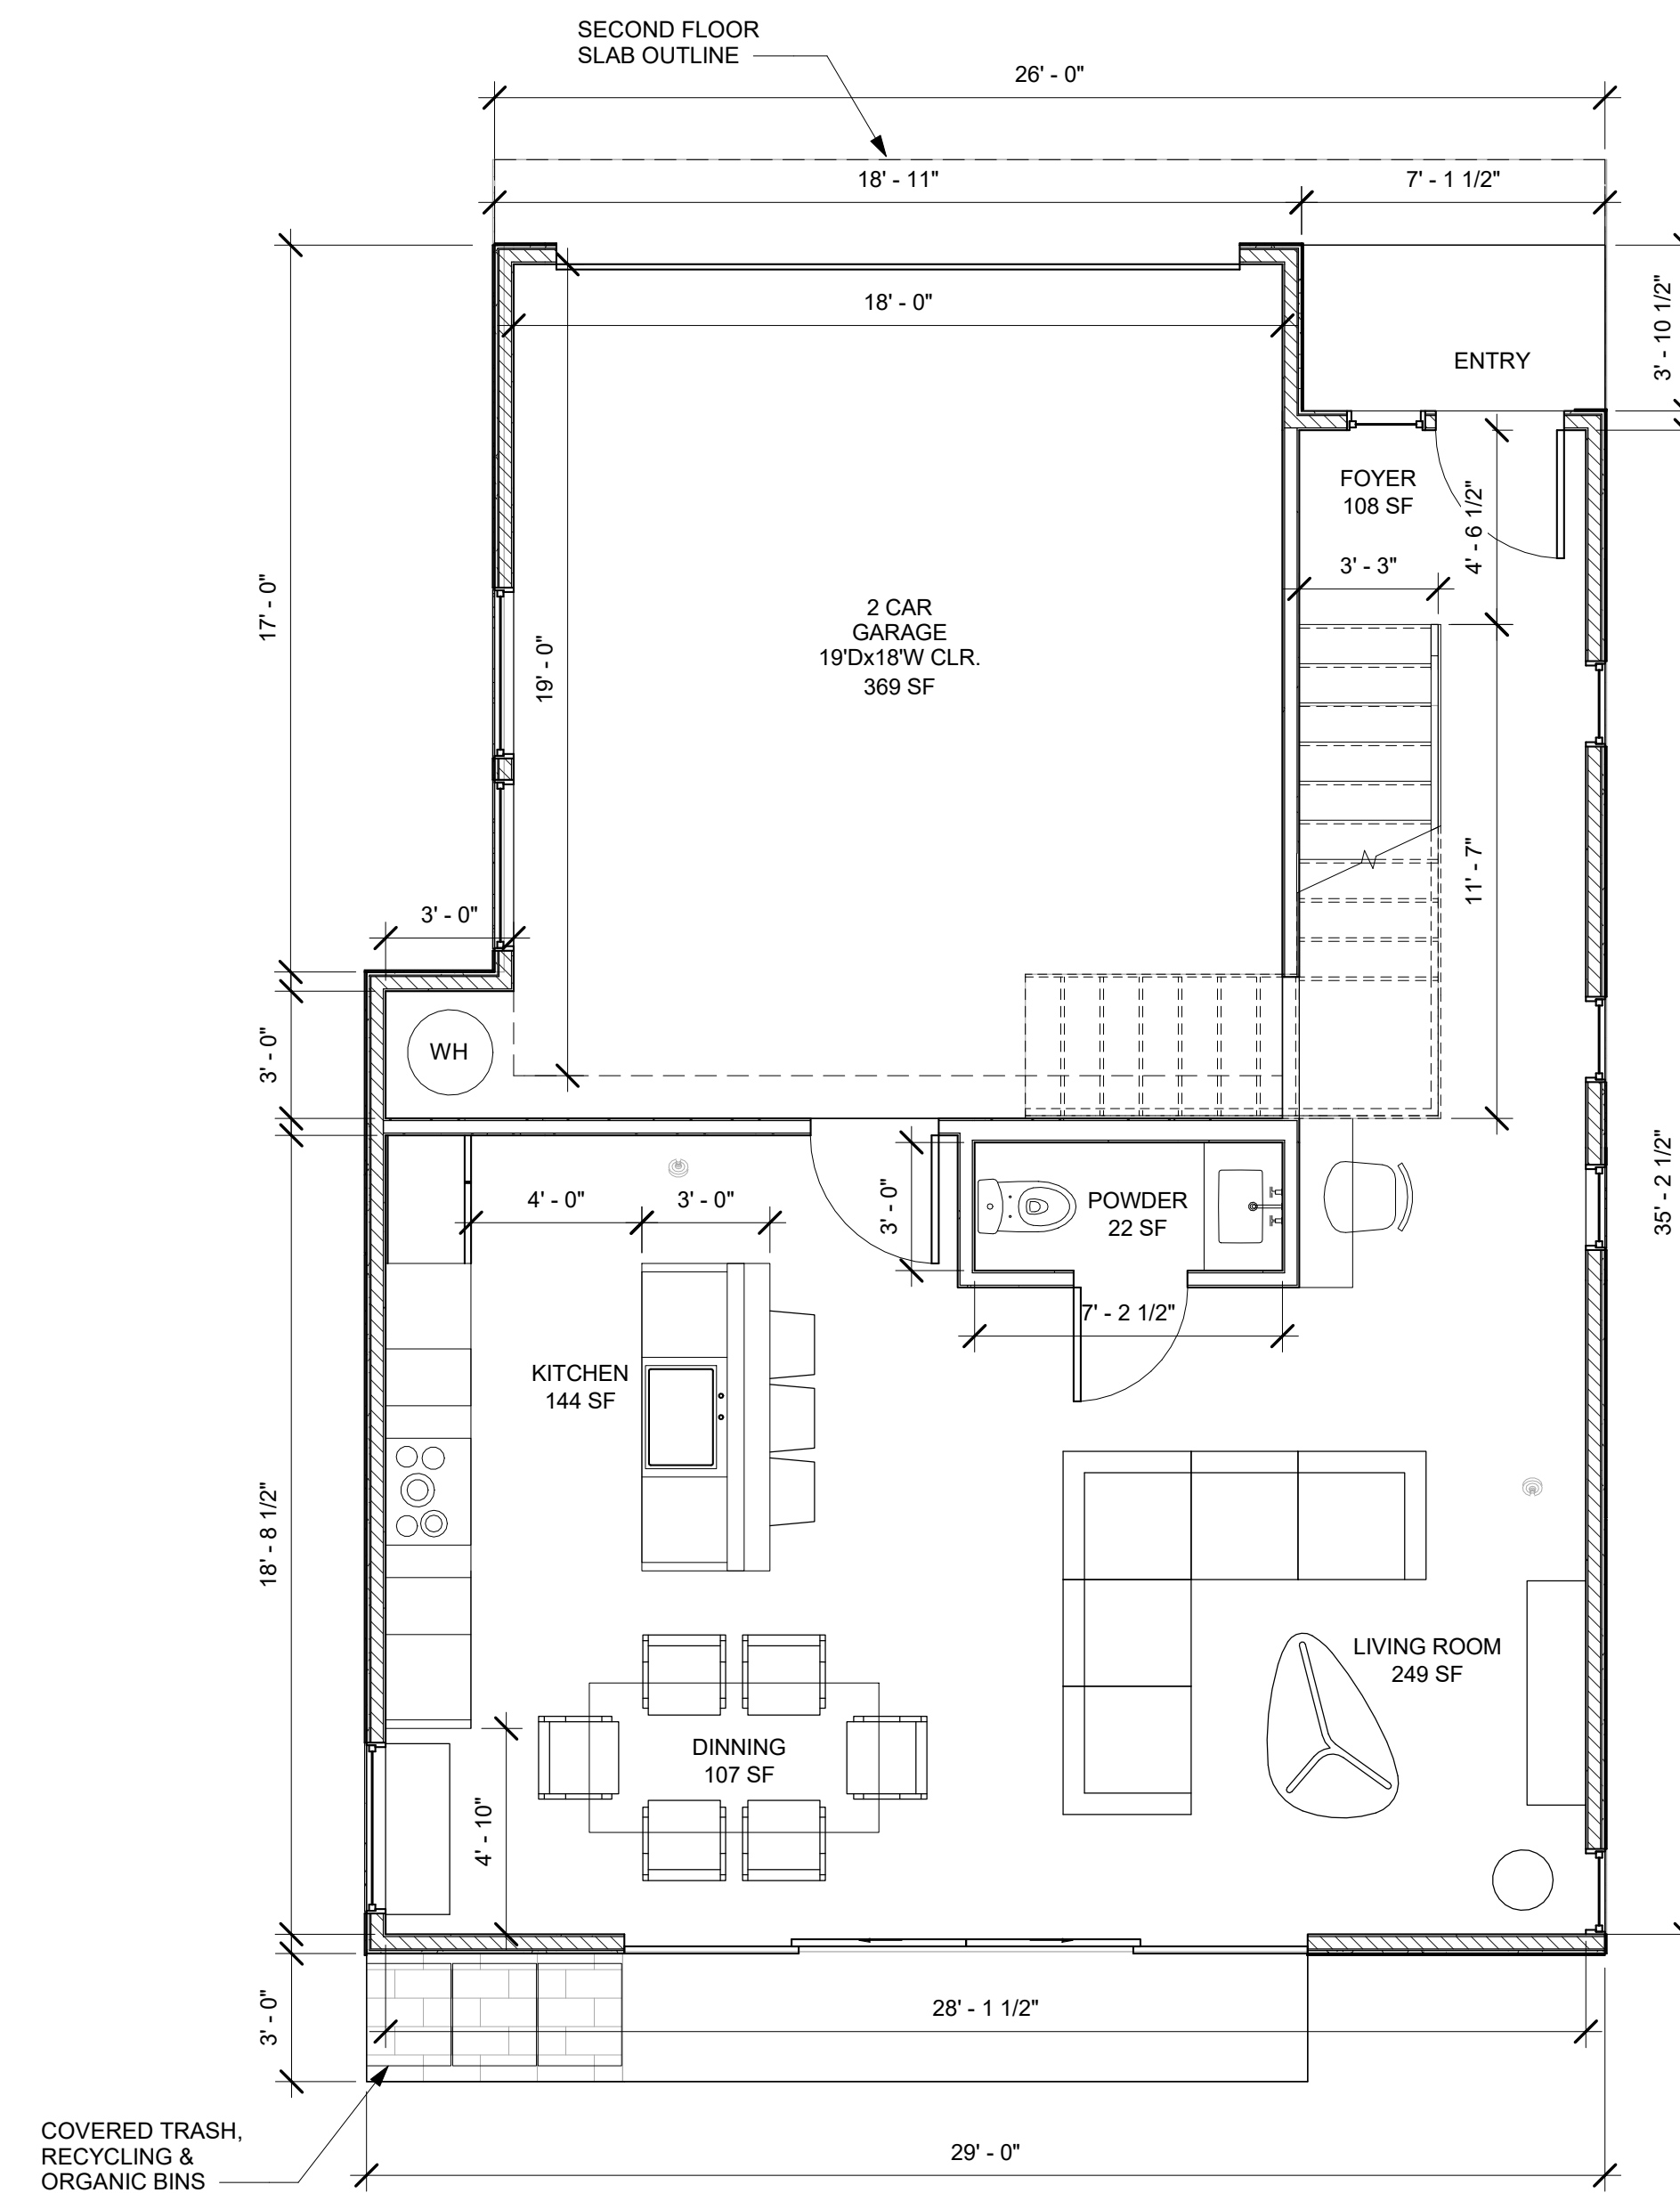 SECOND FLOOR
SLAB OUTLINE
26' - 0"
18' - 11"
7' - 1 1/2"
18' - 0"
3' - 10 1/2"
ENTRY
FOYER
108 SF
4' - 6 1/2"
3' - 3"
17' - 0"
19' - 0"
2 CAR
GARAGE
19'Dx18'W CLR.
369 SF
11' - 7"
3' - 0"
3' - 0"
WH
35' - 2 1/2"
4' - 0"
3' - 0"
3' - 0"
POWDER
22 SF
7' - 2 1/2"
KITCHEN
144 SF
18' - 8 1/2"
LIVING ROOM
249 SF
DINNING
107 SF
4' - 10"
3' - 0"
28' - 1 1/2"
COVERED TRASH,
RECYCLING &
ORGANIC BINS
29' - 0"